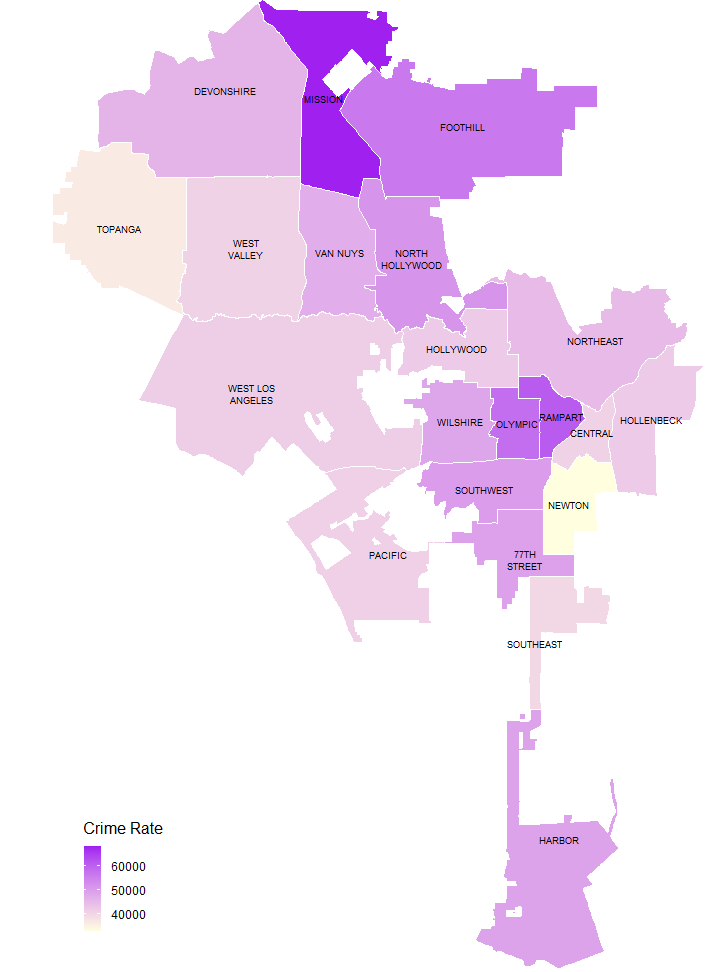 DEVONSHIRE
MISSION
FOOTHILL
TOPANGA
WEST
VALLEY
VAN NUYS
NORTH
HOLLYWOOD
HOLLYWOOD
NORTHEAST
WEST LOS
ANGELES
WILSHIRE
OLYMPIC
RAMPART
CENTRAL
HOLLENBECK
SOUTHWEST
NEWTON
PACIFIC
77TH
STREET
SOUTHEAST
HARBOR
Crime Rate
60000
50000
40000